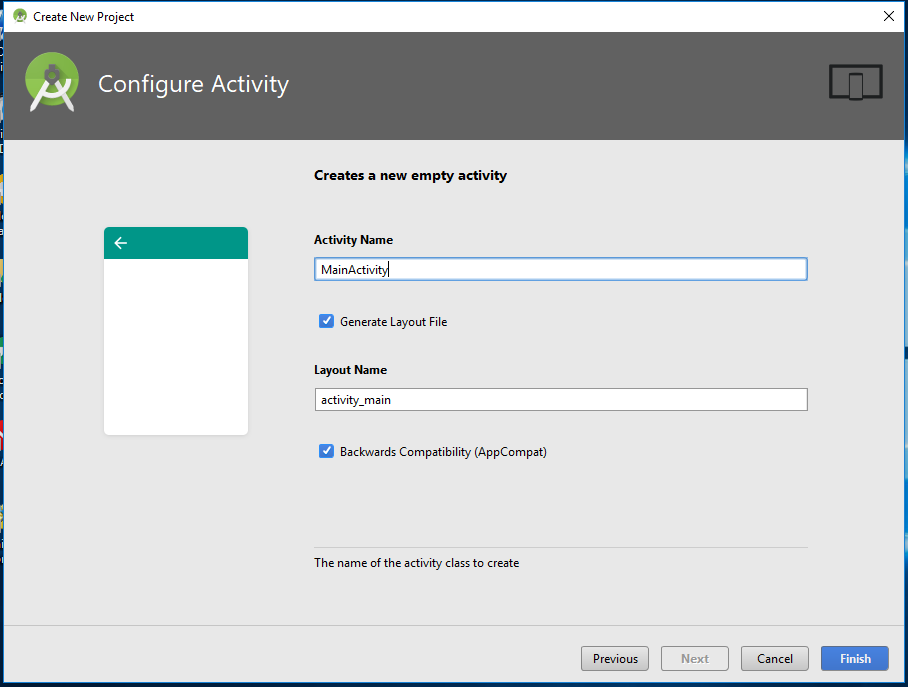 Create New Project
Configure Activity
Creates a new empty activity
Activity Name
MainActivity
Generate Layout File
Layout Name
activity_main
Backwards Compatibility (AppCompat)
The name of the activity class to create
Previous Next Cancel Finish